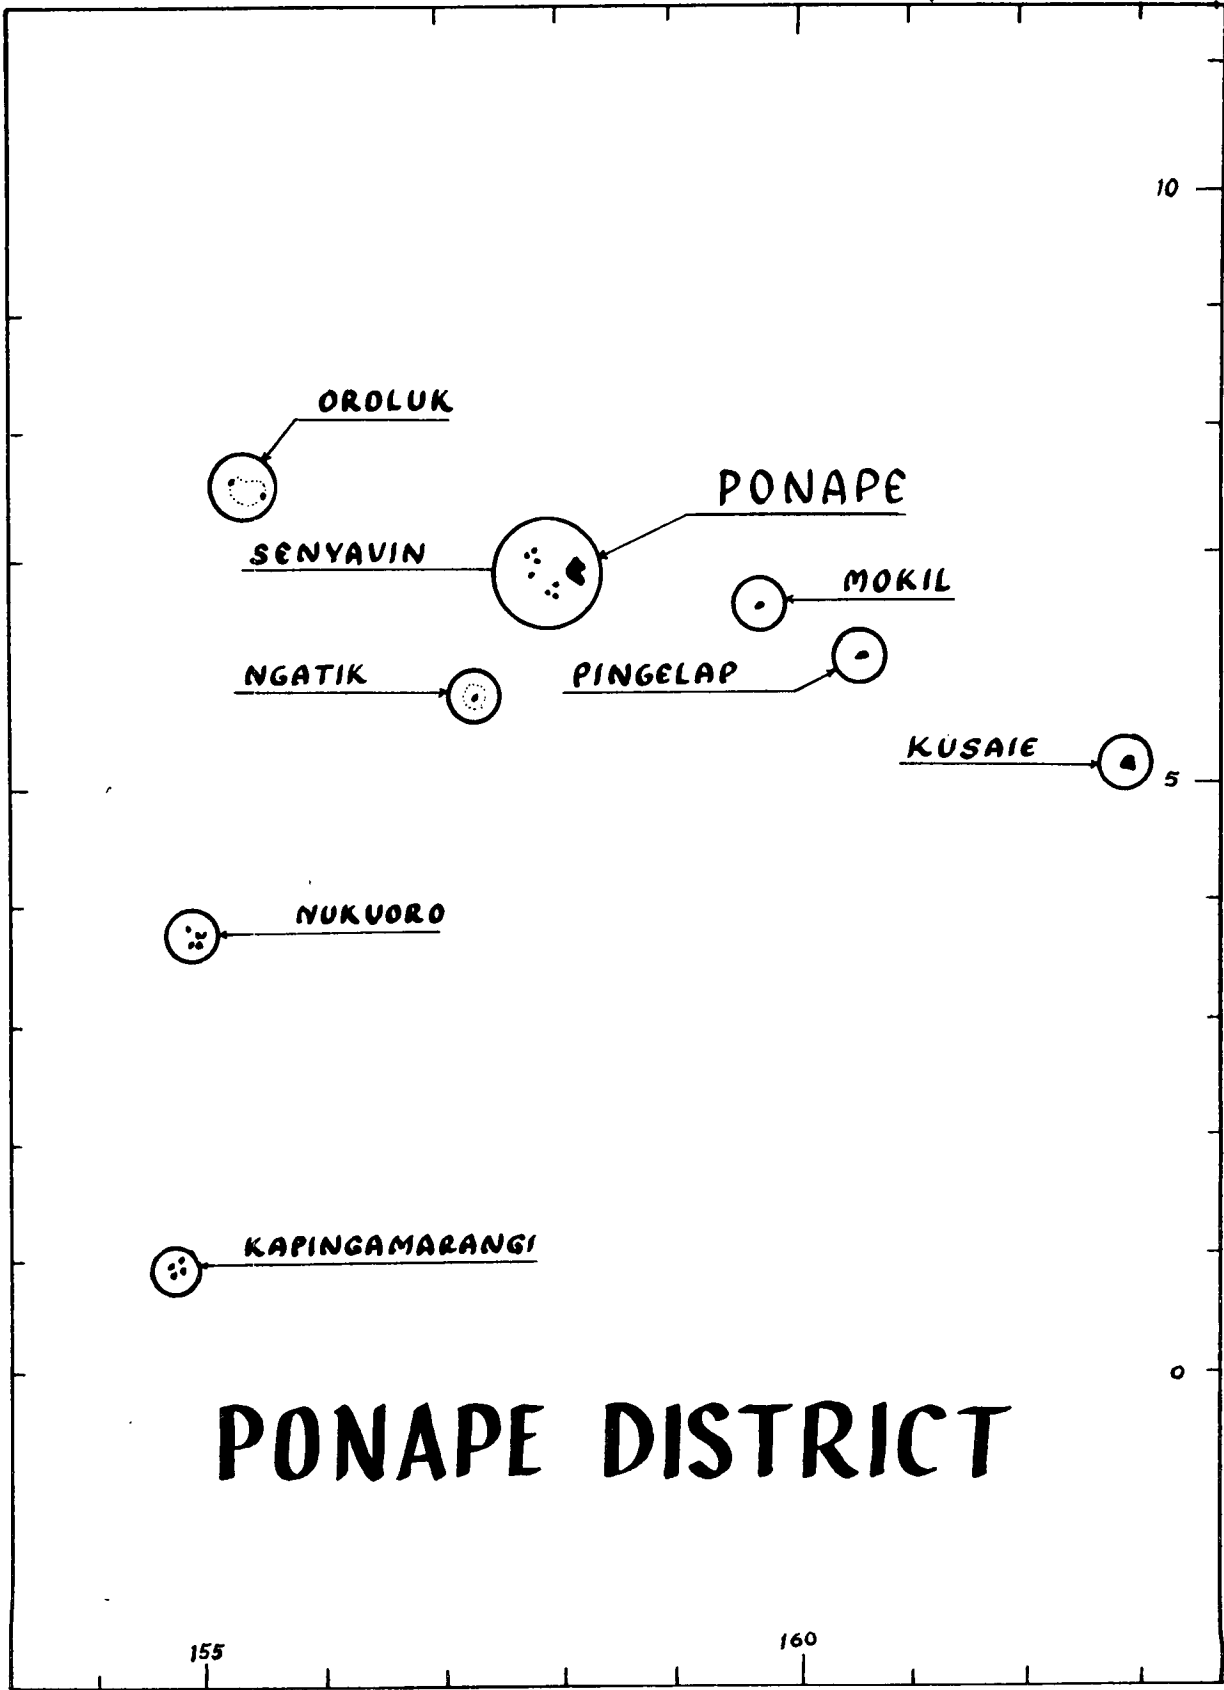 10
OROLUK
PONAPE
SENYAVIN
MOKIL
NGATIK
PINGELAP
KUSAIE
5
NUKUORO
KAPINGAMARANGI
0
PONAPE DISTRICT
155
160